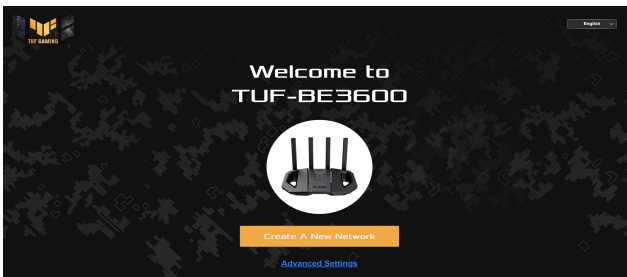 TUF GAMING
English
Welcome to
TUF-BE3600
Create A New Network
Advanced Settings